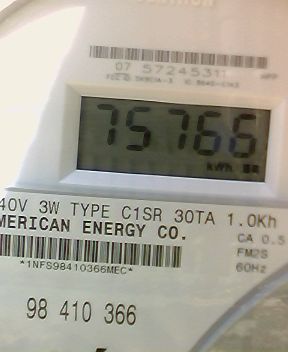 CENTRON
07 57245311
75766
kWh
40V 3W TYPE C1SR 30TA 1.0Kh
MERICAN ENERGY CO.
CA 0.5
FM2S
60Hz
*1NFS98410366MEC*
98 410 366